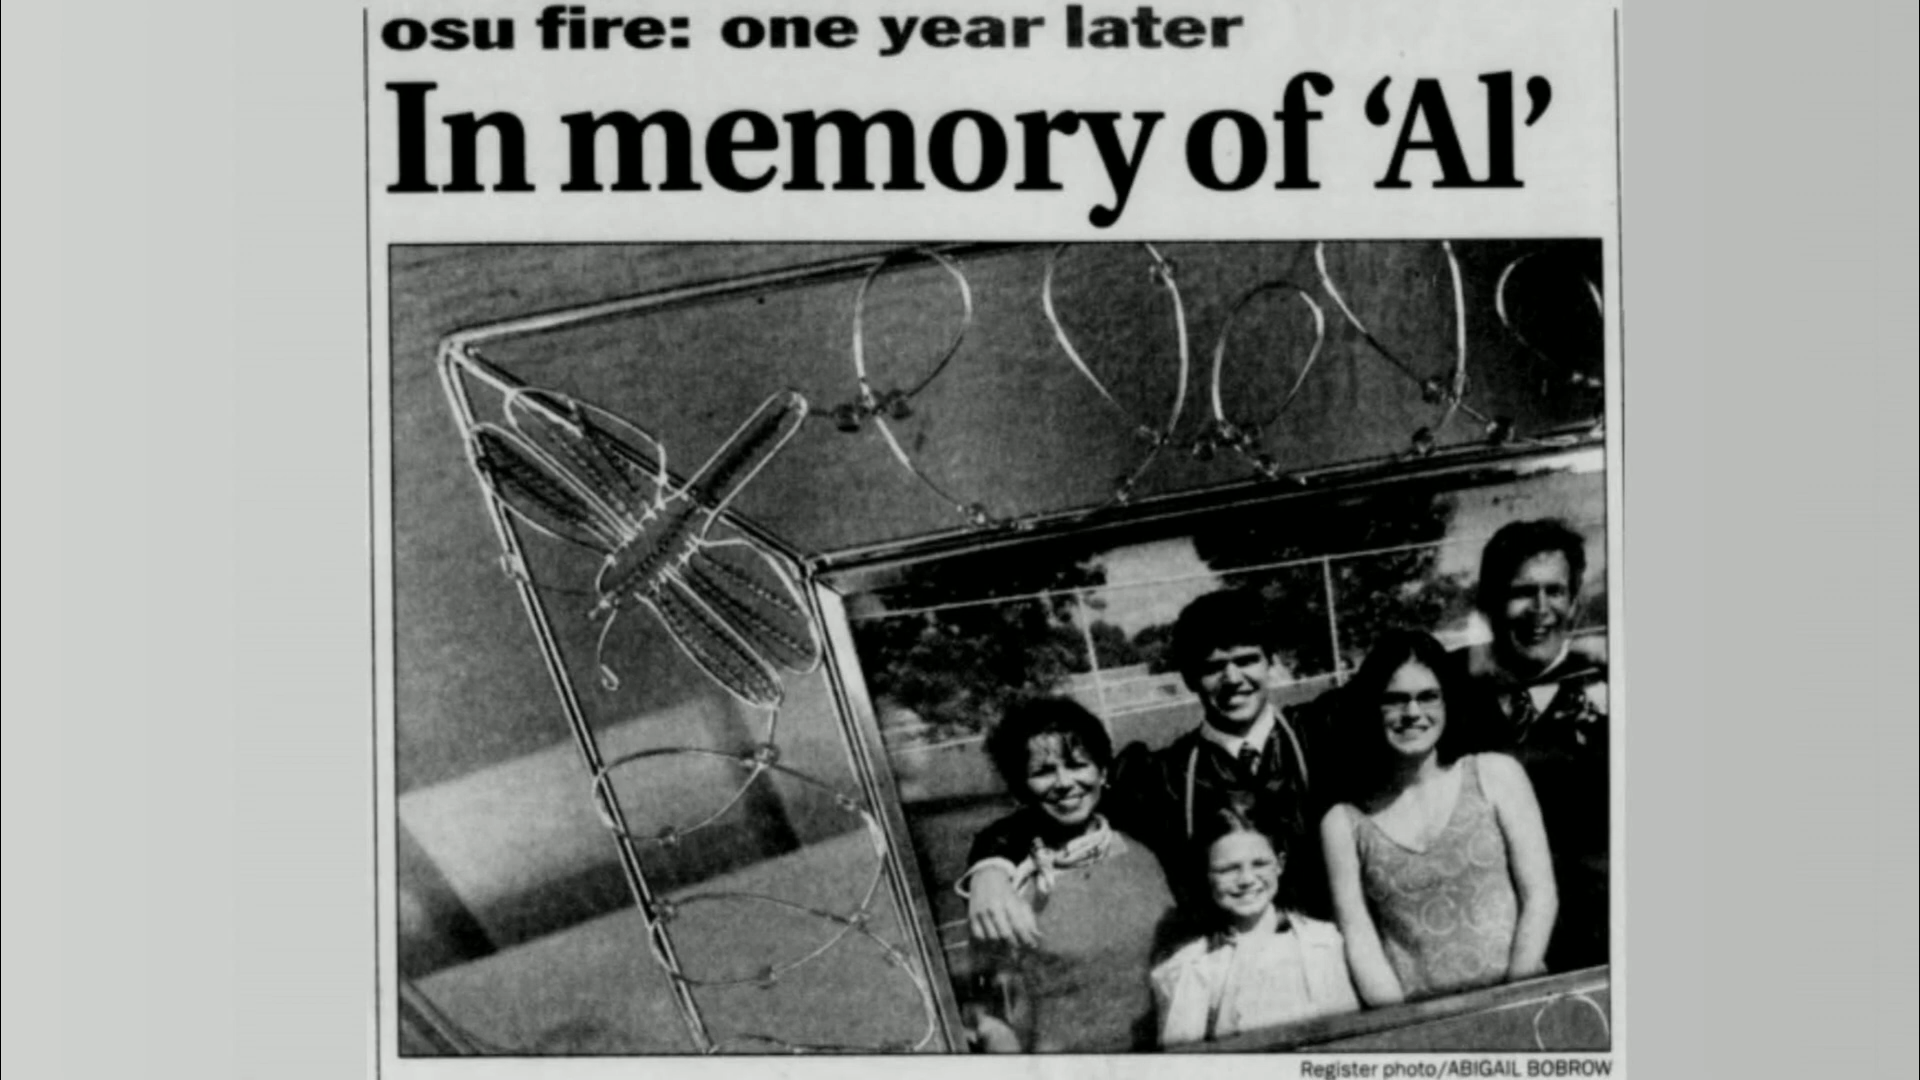 osu fire: one year later
In memory of ‘Al’
Register photo/ABIGAIL BOBROW